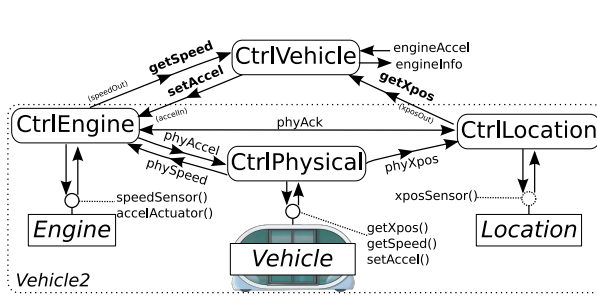 getSpeed
CtrlVehicle
engineAccel
engineInfo
(speedOut)
setAccel
getXpos
(accelIn)
(xposOut)
CtrlEngine
phyAck
CtrlLocation
phyAccel
CtrlPhysical
phySpeed
phyXpos
speedSensor()
accelActuator()
xposSensor()
Engine
getXpos()
getSpeed()
setAccel()
Vehicle
Location
Vehicle2